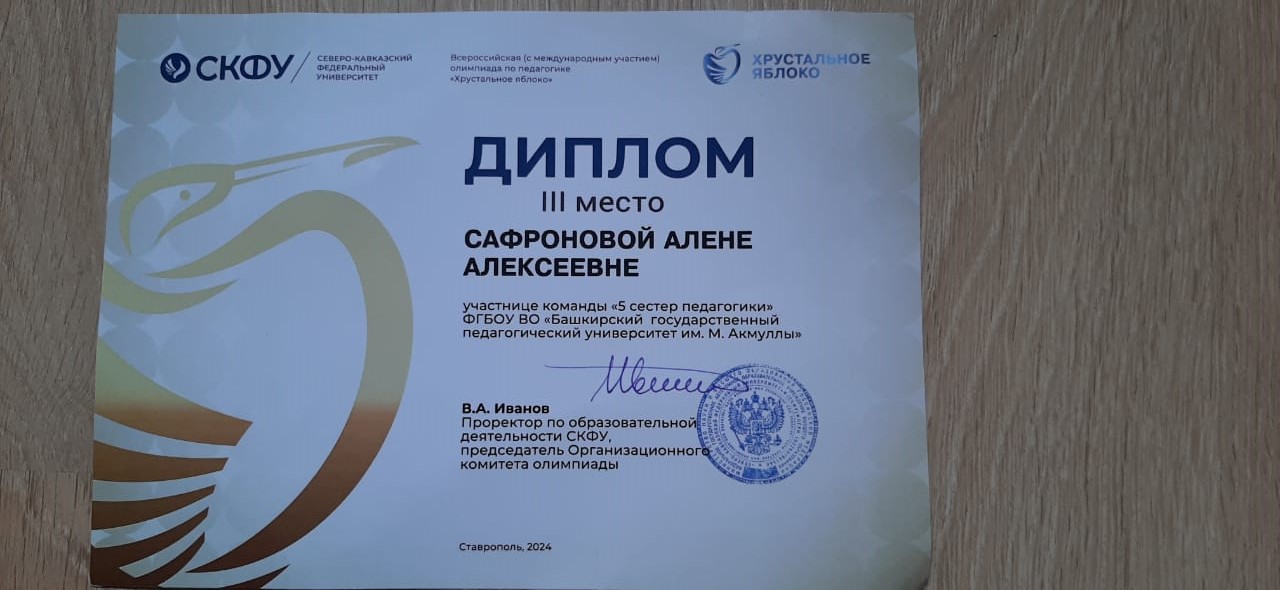 СКФУ
СЕВЕРО-КАВКАЗСКИЙ
ФЕДЕРАЛЬНЫЙ
УНИВЕРСИТЕТ
Всероссийская (с международным участием)
олимпиада по педагогике
«Хрустальное яблоко»
ХРУСТАЛЬНОЕ
ЯБЛОКО
ДИПЛОМ
III место
САФРОНОВОЙ АЛЕНЕ
АЛЕКСЕЕВНЕ
участнице команды «5 сестер педагогики»
ФГБОУ ВО «Башкирский государственный
педагогический университет им. М. Акмуллы»
В.А. Иванов
Проректор по образовательной
деятельности СКФУ,
председатель Организационного
комитета олимпиады
Ставрополь, 2024